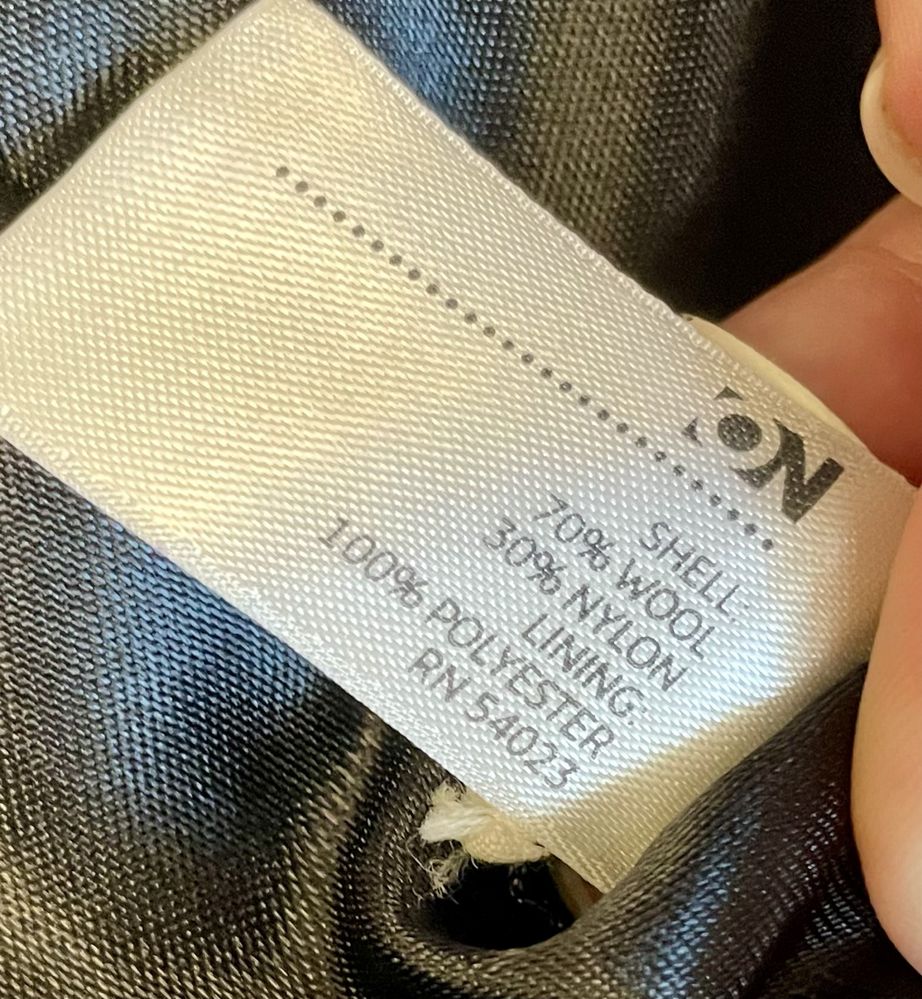 SHELL:
70% WOOL
30% NYLON
LINING:
100% POLYESTER
RN 54023